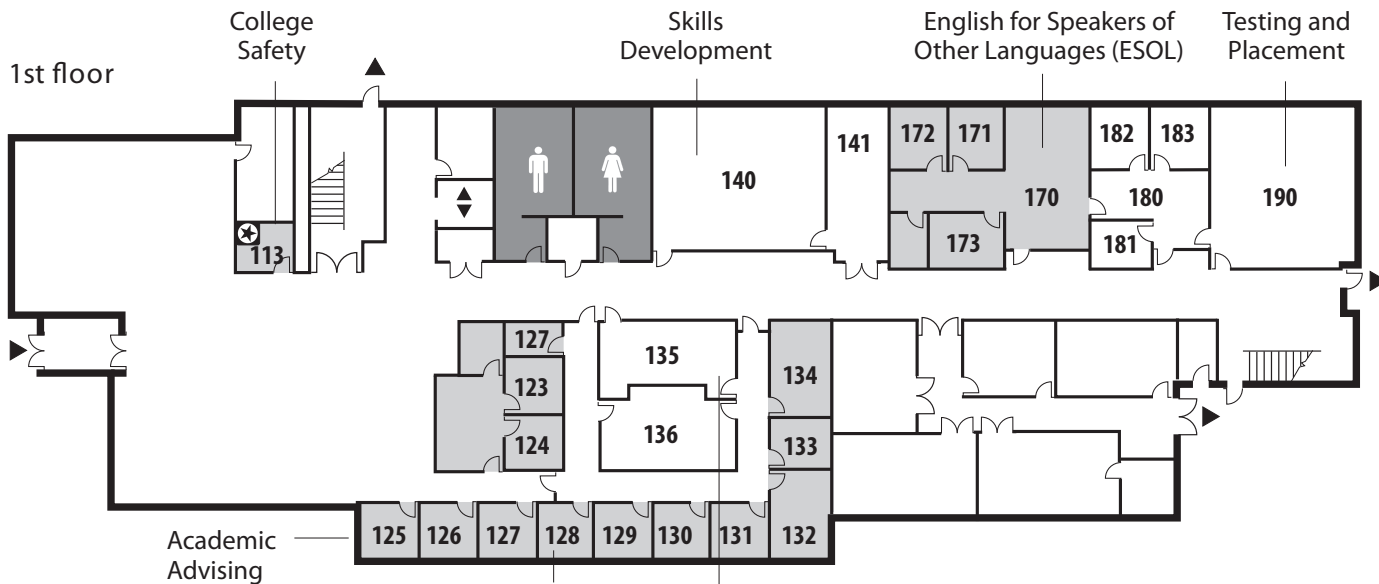 College
Safety
Skills
Development
English for Speakers of
Other Languages (ESOL)
Testing and
Placement
1st floor
172
171
182
183
141
140
170
180
190
113
173
181
127
135
123
134
136
124
133
125
126
127
128
129
130
131
132
Academic
Advising